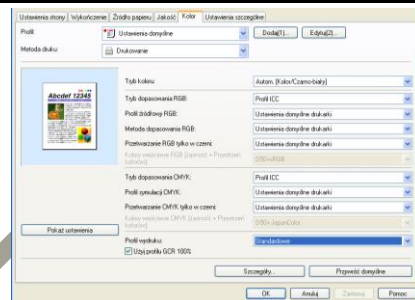 Ustawienia strony Wykończenie Źródło papieru Jakość Kolor Ustawienia szczególne
Profil: Ustawienia domyślne Dodaj(1)... Edytuj(2)...
Metoda druku: Drukowanie
Tryb koloru: Autom. [Kolor/Czarno-biały]
Abcdef 12345
Tryb dopasowania RGB: Profil ICC
Profil źródłowy RGB: Ustawienia domyślne drukarki
Metoda dopasowania RGB: Ustawienia domyślne drukarki
Przetwarzanie RGB tylko w czerni: Ustawienia domyślne drukarki
Tryb dopasowania CMYK: Profil ICC
Profil symulacji CMYK: Ustawienia domyślne drukarki
Przetwarzanie CMYK tylko w czerni: Ustawienia domyślne drukarki
Pokaż ustawienia
Profil wydruku: Standardowe
Użyj profilu GCR 100%
Szczegóły... Przywróć domyślne
OK Anuluj Zastosuj Pomoc